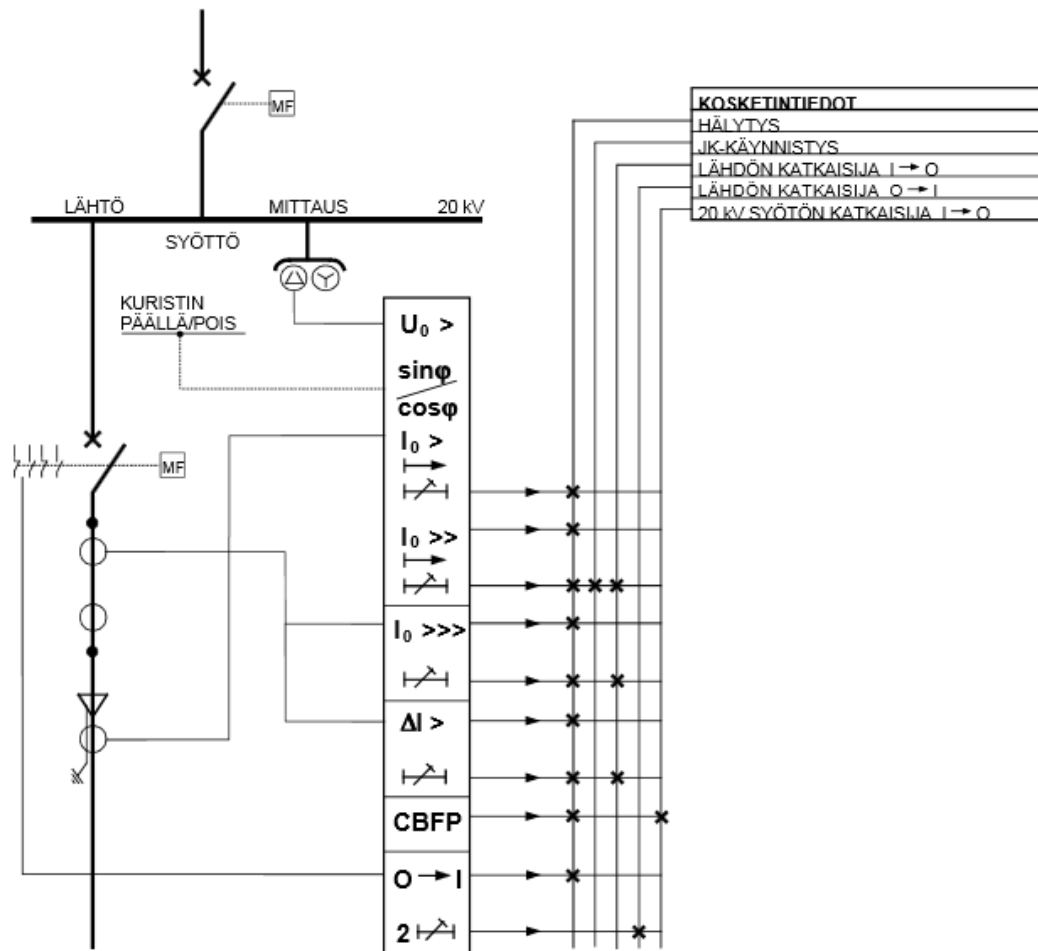 MF
KOSKETINTIEDOT
HÄLYTYS
JK-KÄYNNISTYS
LÄHDÖN KATKAISIJA I → O
LÄHDÖN KATKAISIJA O → I
20 kV SYÖTÖN KATKAISIJA I → O
LÄHTÖ MITTAUS 20 kV
SYÖTTÖ
KURISTIN
PÄÄLLÄ/POIS
U₀ >
sinφ
cosφ
I₀ >
MF
I₀ >>
I₀ >>>
ΔI >
CBFP
O → I
2